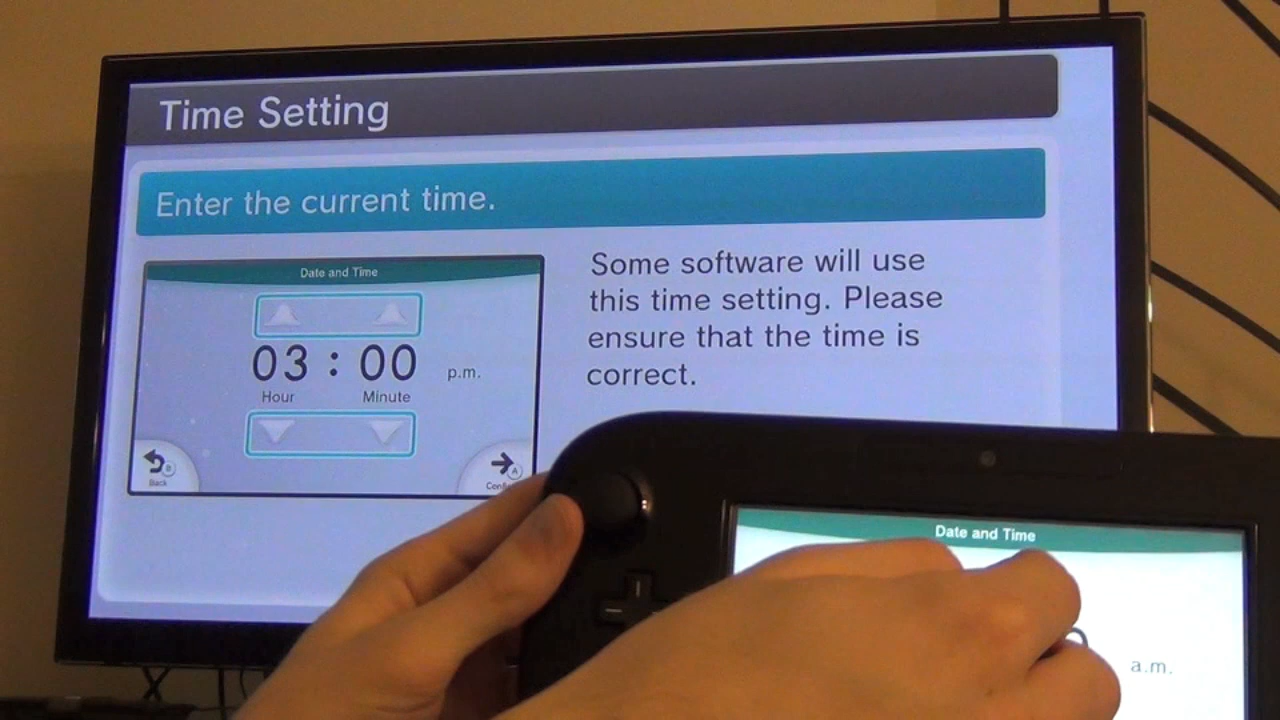 Time Setting
Enter the current time.
Date and Time
03 : 00 p.m.
Hour Minute
B
Back
A
Some software will use
this time setting. Please
ensure that the time is
correct.
Date and Time
a.m.